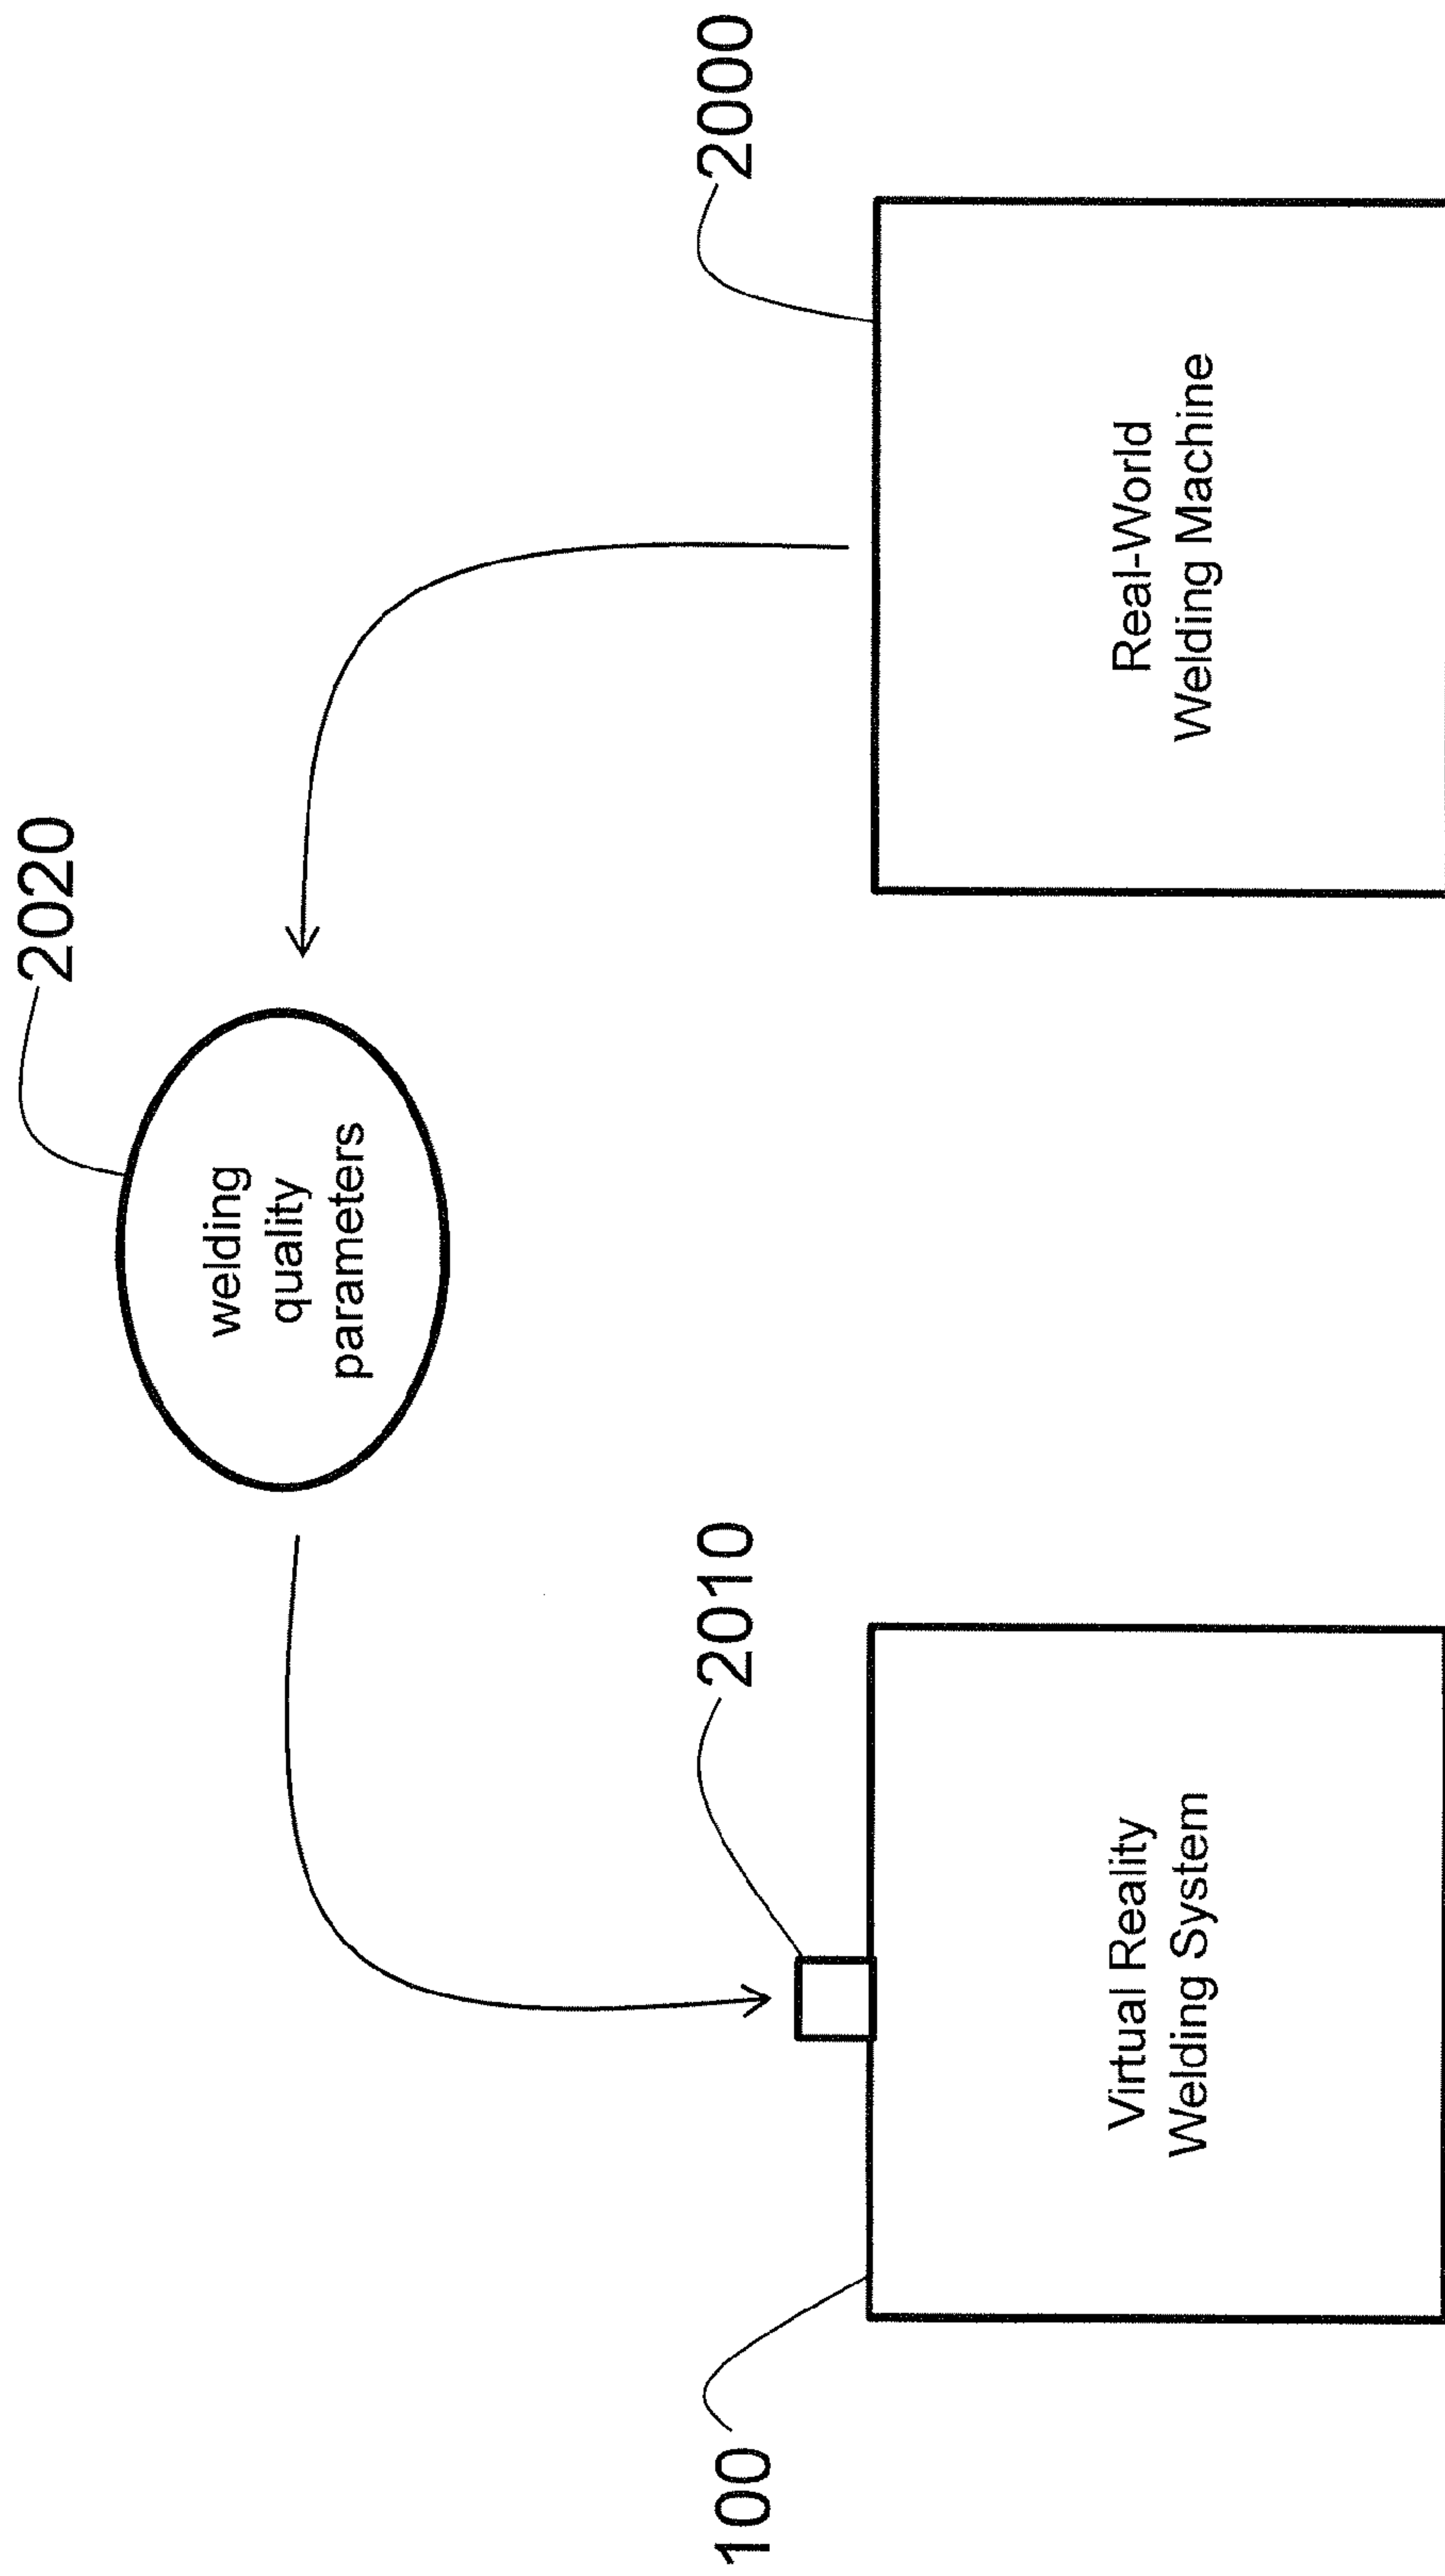 2020
welding
quality
parameters
100
2010
2000
Virtual Reality
Welding System
Real-World
Welding Machine